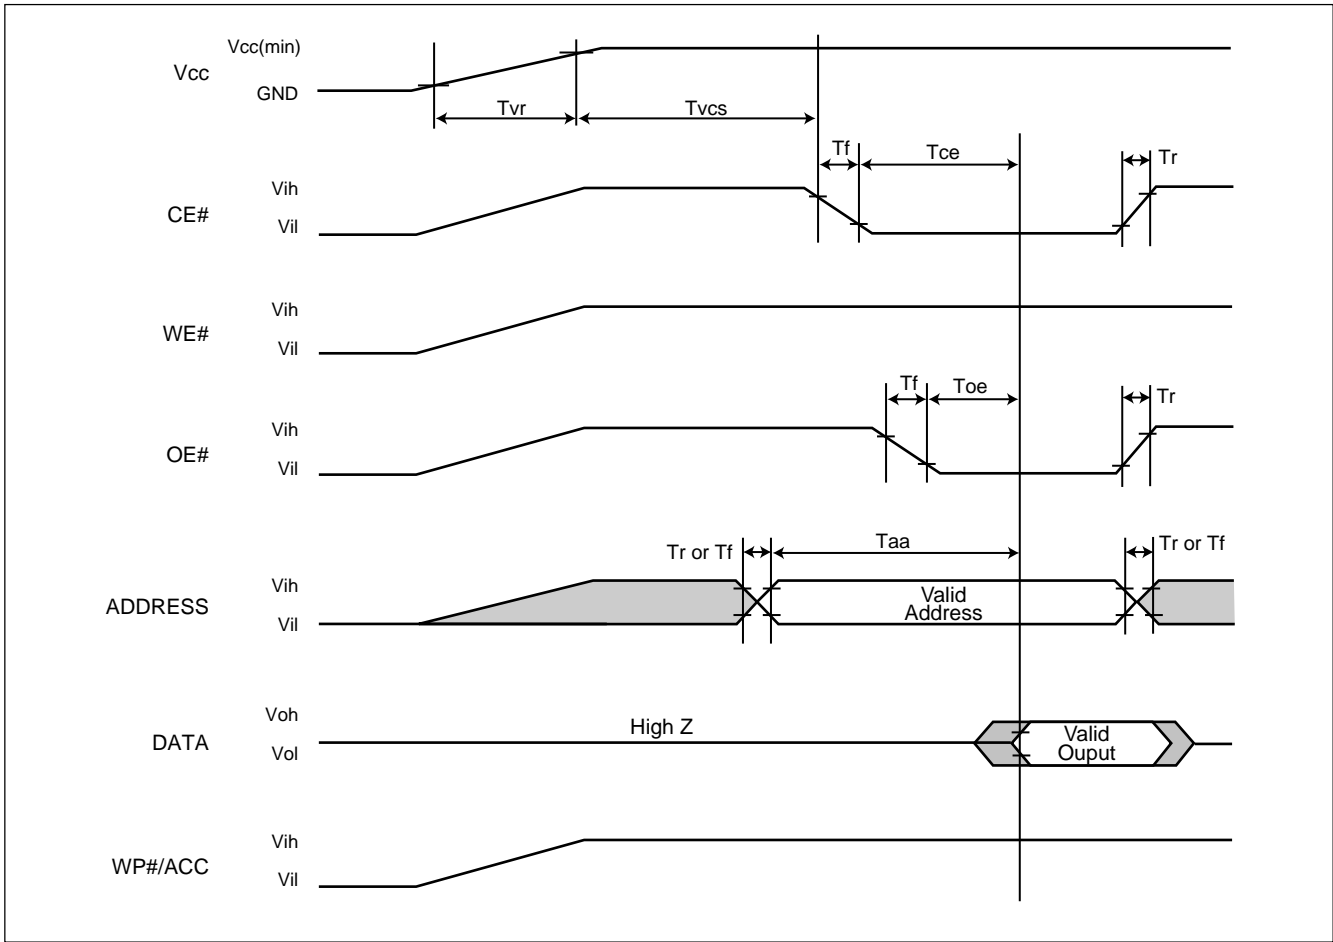 Vcc(min)
Vcc
GND
Tvr
Tvcs
Tf
Tce
Tr
Vih
CE#
Vil
Vih
WE#
Vil
Tf
Toe
Tr
Vih
OE#
Vil
Tr or Tf
Taa
Tr or Tf
Vih
ADDRESS
Valid
Address
Vil
Voh
High Z
DATA
Valid
Ouput
Vol
Vih
WP#/ACC
Vil